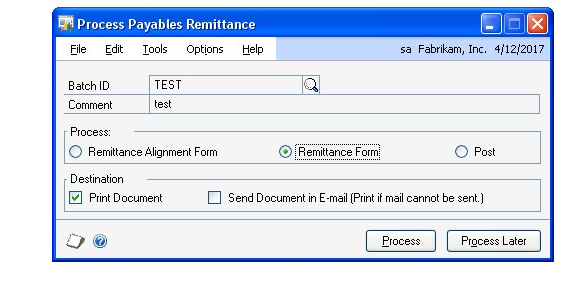 Process Payables Remittance
File Edit Tools Options Help sa Fabrikam, Inc. 4/12/2017
Batch ID TEST
Comment test
Process:
Remittance Alignment Form Remittance Form Post
Destination
Print Document Send Document in E-mail (Print if mail cannot be sent.)
Process Process Later